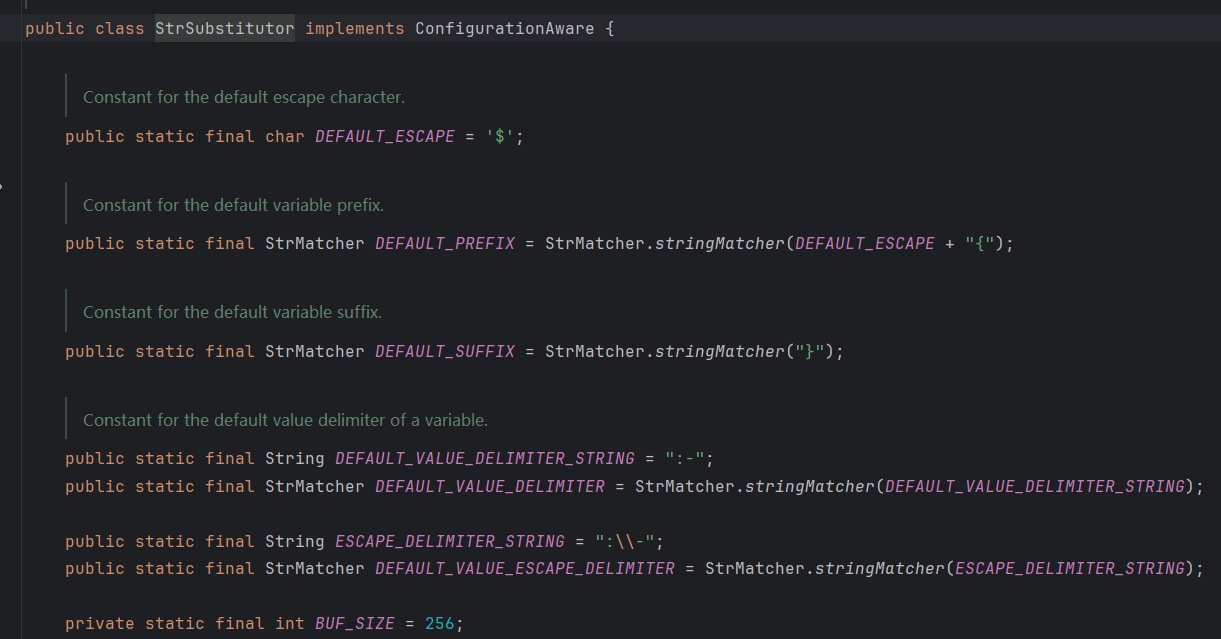 public class StrSubstitutor implements ConfigurationAware {
Constant for the default escape character.
public static final char DEFAULT_ESCAPE = '$';
Constant for the default variable prefix.
public static final StrMatcher DEFAULT_PREFIX = StrMatcher.stringMatcher(DEFAULT_ESCAPE + "{");
Constant for the default variable suffix.
public static final StrMatcher DEFAULT_SUFFIX = StrMatcher.stringMatcher("}");
Constant for the default value delimiter of a variable.
public static final String DEFAULT_VALUE_DELIMITER_STRING = ":-";
public static final StrMatcher DEFAULT_VALUE_DELIMITER = StrMatcher.stringMatcher(DEFAULT_VALUE_DELIMITER_STRING);
public static final String ESCAPE_DELIMITER_STRING = ":\\-";
public static final StrMatcher DEFAULT_VALUE_ESCAPE_DELIMITER = StrMatcher.stringMatcher(ESCAPE_DELIMITER_STRING);
private static final int BUF_SIZE = 256;